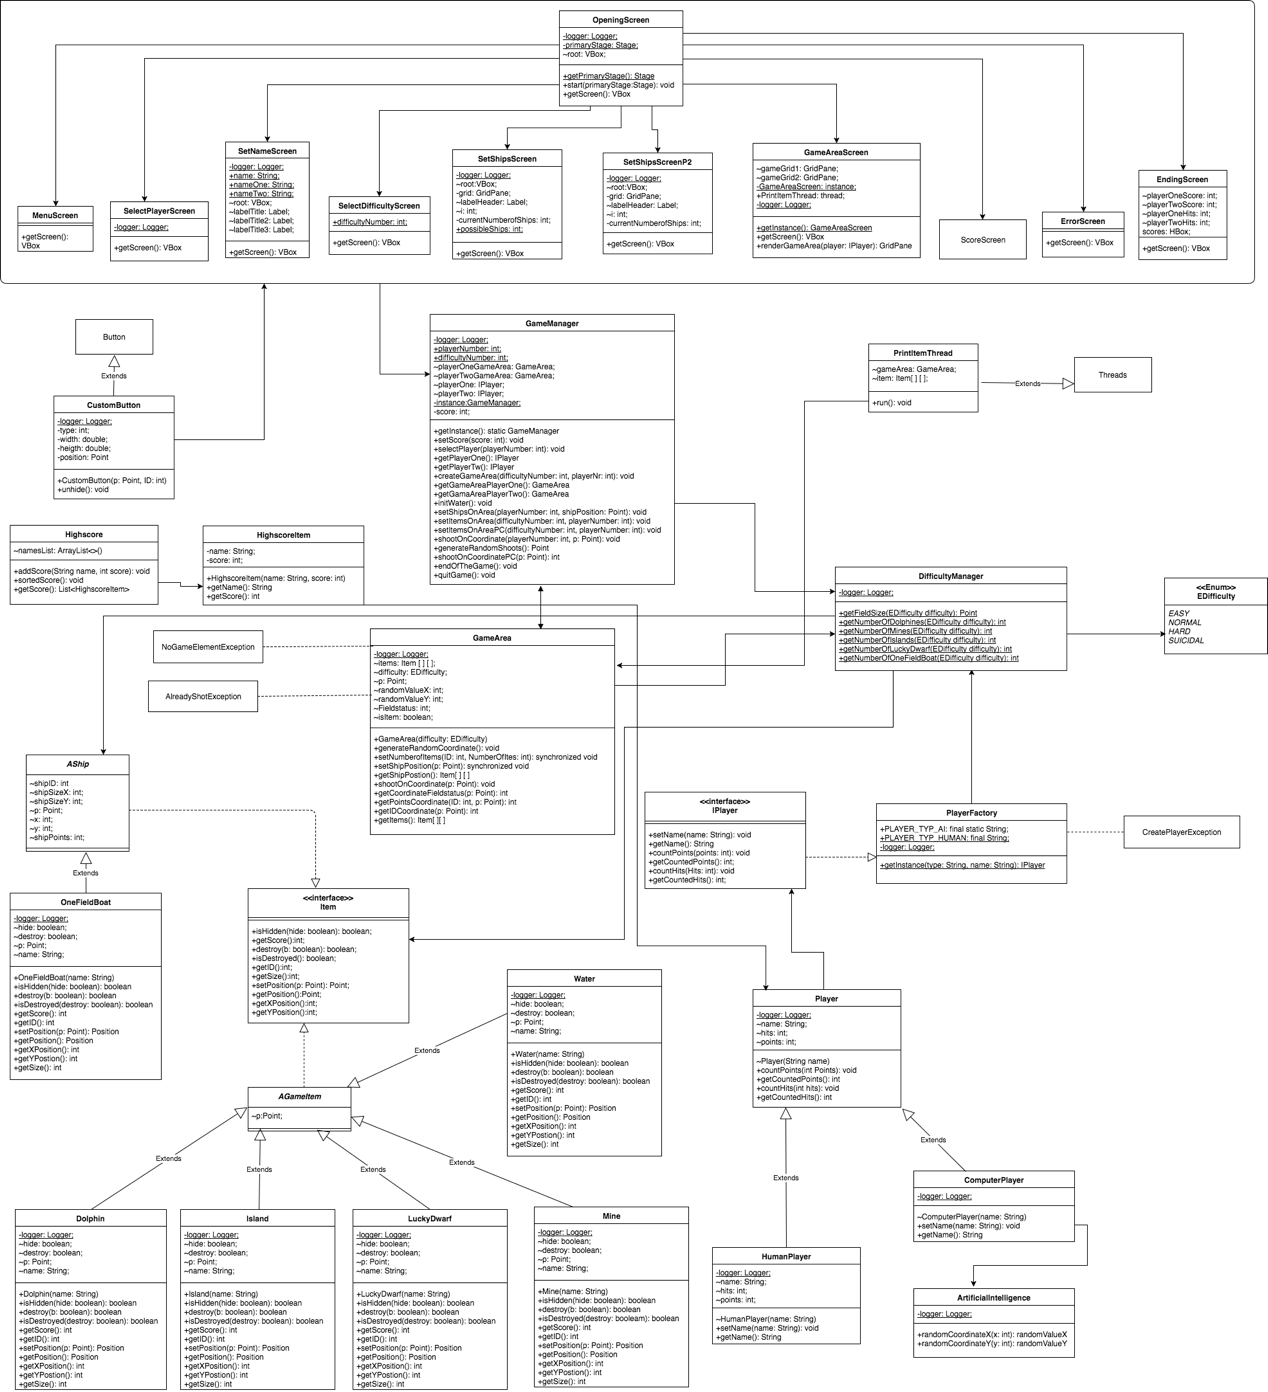 OpeningScreen
-logger: Logger;
-primaryStage: Stage;
~root: VBox;
+getPrimaryStage(): Stage
+start(primaryStage:Stage): void
+getScreen(): VBox
MenuScreen
+getScreen():
VBox
SelectPlayerScreen
-logger: Logger;
+getScreen(): VBox
SetNameScreen
-logger: Logger;
+name: String;
+nameOne: String;
+nameTwo: String;
~root: VBox;
~labelTitle: Label;
~labelTitle2: Label;
~labelTitle3: Label;
+getScreen(): VBox
SelectDifficultyScreen
+difficultyNumber: int;
+getScreen(): VBox
SetShipsScreen
-logger: Logger;
~root:VBox;
-grid: GridPane;
~labelHeader: Label;
~i: int;
-currentNumberofShips: int;
+possibleShips: int;
+getScreen(): VBox
SetShipsScreenP2
-logger: Logger;
~root:VBox;
-grid: GridPane;
~labelHeader: Label;
~i: int;
-currentNumberofShips: int;
+getScreen(): VBox
GameAreaScreen
~gameGrid1: GridPane;
~gameGrid2: GridPane;
-GameAreaScreen: instance;
+PrintItemThread: thread;
-logger: Logger;
+getInstance(): GameAreaScreen
+getScreen(): VBox
+renderGameArea(player: IPlayer): GridPane
ScoreScreen
ErrorScreen
+getScreen(): VBox
EndingScreen
~playerOneScore: int;
~playerTwoScore: int;
~playerOneHits: int;
~playerTwoHits: int;
scores: HBox;
+getScreen(): VBox
Button
Extends
CustomButton
-logger: Logger;
-type: int;
-width: double;
-heigth: double;
-position: Point
+CustomButton(p: Point, ID: int)
+unhide(): void
GameManager
-logger: Logger;
+playerNumber: int;
+difficultyNumber: int;
~playerOneGameArea: GameArea;
~playerTwoGameArea: GameArea;
~playerOne: IPlayer;
~playerTwo: IPlayer;
-instance:GameManager;
-score: int;
+getInstance(): static GameManager
+setScore(score: int): void
+selectPlayer(playerNumber: int): void
+getPlayerOne(): IPlayer
+getPlayerTw(): IPlayer
+createGameArea(difficultyNumber: int, playerNr: int): void
+getGameAreaPlayerOne(): GameArea
+getGamaAreaPlayerTwo(): GameArea
+initWater(): void
+setShipsOnArea(playerNumber: int, shipPosition: Point): void
+setItemsOnArea(difficultyNumber: int, playerNumber: int): void
+setItemsOnAreaPC(difficultyNumber: int, playerNumber: int): void
+shootOnCoordinate(playerNumber: int, p: Point): void
+generateRandomShoots(): Point
+shootOnCoordinatePC(p: Point): int
+endOfTheGame(): void
+quitGame(): void
PrintItemThread
~gameArea: GameArea;
~item: Item[ ] [ ];
+run(): void
Extends
Threads
Highscore
~namesList: ArrayList<>()
+addScore(String name, int score): void
+sortedScore(): void
+getScore(): List<HighscoreItem>
HighscoreItem
-name: String;
-score: int;
+HighscoreItem(name: String, score: int)
+getName(): String
+getScore(): int
DifficultyManager
-logger: Logger;
+getFieldSize(EDifficulty difficulty): Point
+getNumberOfDolphines(EDifficulty difficulty): int
+getNumberOfMines(EDifficulty difficulty): int
+getNumberOfIslands(EDifficulty difficulty): int
+getNumberOfLuckyDwarf(EDifficulty difficulty): int
+getNumberOfOneFieldBoat(EDifficulty difficulty): int
<<Enum>>
EDifficulty
EASY
NORMAL
HARD
SUICIDAL
NoGameElementException
AlreadyShotException
GameArea
-logger: Logger;
~items: Item [ ] [ ];
~difficulty: EDifficulty;
~p: Point;
~randomValueX: int;
~randomValueY: int;
~Fieldstatus: int;
~isItem: boolean;
+GameArea(difficulty: EDifficulty)
+generateRandomCoordinate(): void
+setNumberofItems(ID: int, NumberOfItes: int): synchronized void
+setShipPosition(p: Point): synchronized void
+getShipPostion(): Item[ ] [ ]
+shootOnCoordinate(p: Point): void
+getCoordinateFieldstatus(p: Point): int
+getPointsCoordinate(ID: int, p: Point): int
+getIDCoordinate(p: Point): int
+getItems(): Item[ ][ ]
AShip
~shipID: int
~shipSizeX: int;
~shipSizeY: int;
~p: Point;
~x: int;
~y: int;
~shipPoints: int;
Extends
OneFieldBoat
-logger: Logger;
~hide: boolean;
~destroy: boolean;
~p: Point;
~name: String;
+OneFieldBoat(name: String)
+isHidden(hide: boolean): boolean
+destroy(b: boolean): boolean
+isDestroyed(destroy: boolean): boolean
+getScore(): int
+getID(): int
+setPosition(p: Point): Position
+getPosition(): Position
+getXPosition(): int
+getYPostion(): int
+getSize(): int
<<interface>>
Item
+isHidden(hide: boolean): boolean;
+getScore():int;
+destroy(b: boolean): boolean;
+isDestroyed(): boolean;
+getID():int;
+getSize():int;
+setPosition(p: Point): Point;
+getPosition():Point;
+getXPosition():int;
+getYPosition():int;
<<interface>>
IPlayer
+setName(name: String): void
+getName(): String
+countPoints(points: int): void
+getCountedPoints(): int;
+countHits(Hits: int): void
+getCountedHits(): int;
PlayerFactory
+PLAYER_TYP_AI: final static String;
+PLAYER_TYP_HUMAN: final String;
-logger: Logger;
+getInstance(type: String, name: String): IPlayer
CreatePlayerException
Water
-logger: Logger;
~hide: boolean;
~destroy: boolean;
~p: Point;
~name: String;
+Water(name: String)
+isHidden(hide: boolean): boolean
+destroy(b: boolean): boolean
+isDestroyed(destroy: boolean): boolean
+getScore(): int
+getID(): int
+setPosition(p: Point): Position
+getPosition(): Position
+getXPosition(): int
+getYPostion(): int
+getSize(): int
Extends
Player
-logger: Logger;
~name: String;
~hits: int;
~points: int;
~Player(String name)
+countPoints(int Points): void
+getCountedPoints(): int
+countHits(int hits): void
+getCountedHits(): int
AGameItem
~p:Point;
Extends
Extends
Extends
Extends
Extends
Extends
Dolphin
-logger: Logger;
~hide: boolean;
~destroy: boolean;
~p: Point;
~name: String;
+Dolphin(name: String)
+isHidden(hide: boolean): boolean
+destroy(b: boolean): boolean
+isDestroyed(destroy: boolean): boolean
+getScore(): int
+getID(): int
+setPosition(p: Point): Position
+getPosition(): Position
+getXPosition(): int
+getYPostion(): int
+getSize(): int
Island
-logger: Logger;
~hide: boolean;
~destroy: boolean;
~p: Point;
~name: String;
+Island(name: String)
+isHidden(hide: boolean): boolean
+destroy(b: boolean): boolean
+isDestroyed(destroy: boolean): boolean
+getScore(): int
+getID(): int
+setPosition(p: Point): Position
+getPosition(): Position
+getXPosition(): int
+getYPostion(): int
+getSize(): int
LuckyDwarf
-logger: Logger;
~hide: boolean;
~destroy: boolean;
~p: Point;
~name: String;
+LuckyDwarf(name: String)
+isHidden(hide: boolean): boolean
+destroy(b: boolean): boolean
+isDestroyed(destroy: boolean): boolean
+getScore(): int
+getID(): int
+setPosition(p: Point): Position
+getPosition(): Position
+getXPosition(): int
+getYPostion(): int
+getSize(): int
Mine
-logger: Logger;
~hide: boolean;
~destroy: boolean;
~p: Point;
~name: String;
+Mine(name: String)
+isHidden(hide: boolean): boolean
+destroy(b: boolean): boolean
+isDestroyed(destroy: boolean): boolean
+getScore(): int
+getID(): int
+setPosition(p: Point): Position
+getPosition(): Position
+getXPosition(): int
+getYPostion(): int
+getSize(): int
HumanPlayer
-logger: Logger;
~name: String;
~hits: int;
~points: int;
~HumanPlayer(name: String)
+setName(name: String): void
+getName(): String
ComputerPlayer
-logger: Logger;
~ComputerPlayer(name: String)
+setName(name: String): void
+getName(): String
ArtificialIntelligence
-logger: Logger;
+randomCoordinateX(x: int): randomValueX
+randomCoordinateY(y: int): randomValueY